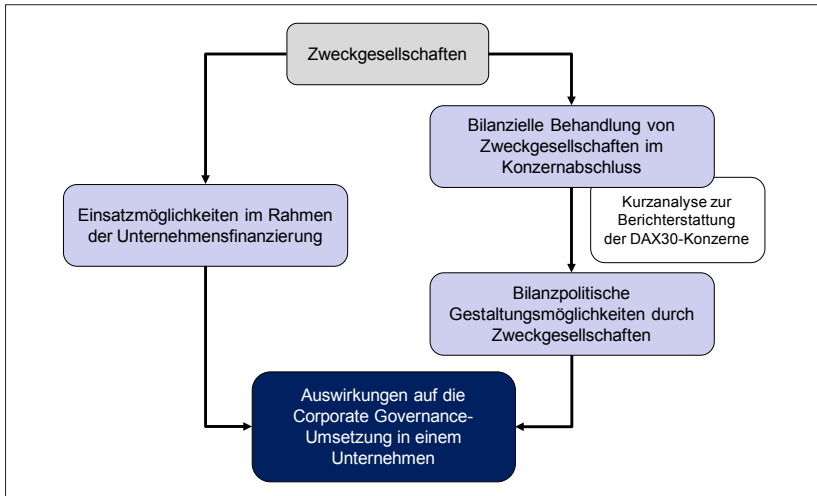 Zweckgesellschaften
Bilanzielle Behandlung von
Zweckgesellschaften im
Konzernabschluss
Kurzanalyse zur
Berichterstattung
der DAX30-Konzerne
Einsatzmöglichkeiten im Rahmen
der Unternehmensfinanzierung
Bilanzpolitische
Gestaltungsmöglichkeiten durch
Zweckgesellschaften
Auswirkungen auf die
Corporate Governance-
Umsetzung in einem
Unternehmen